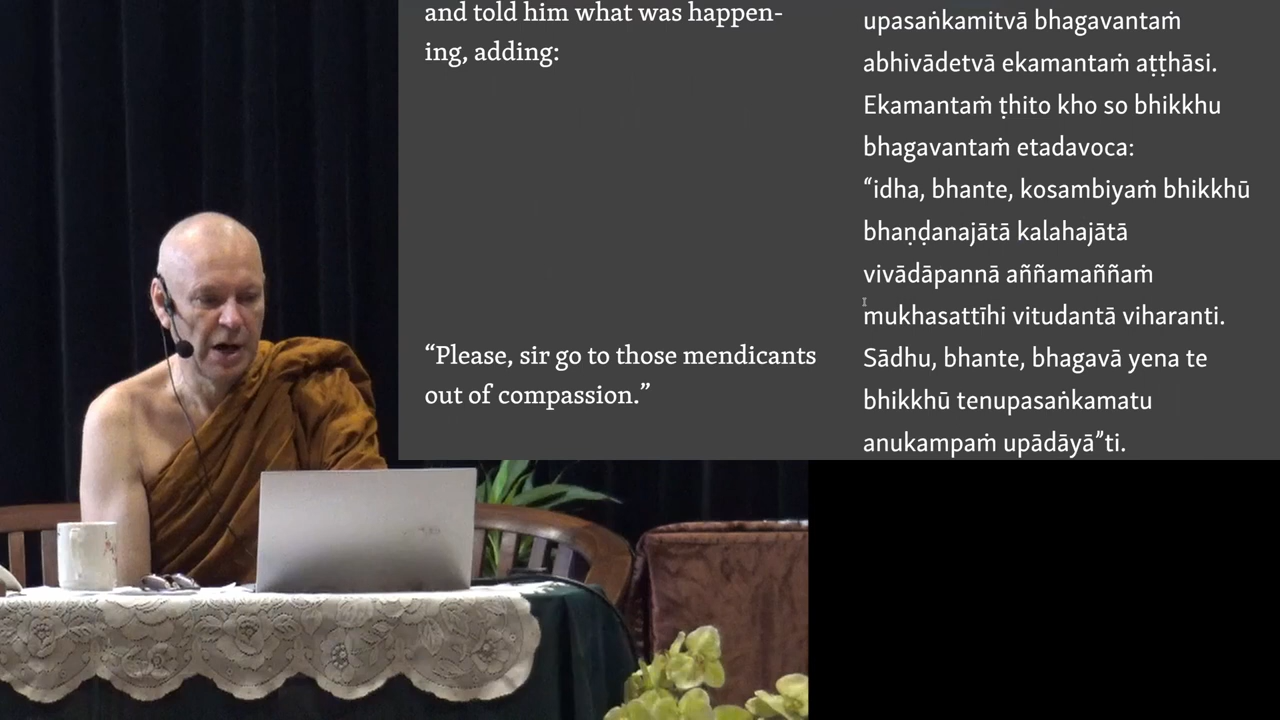 and told him what was happen-
ing, adding:
“Please, sir go to those mendicants
out of compassion.”
upasaṅkamitvā bhagavantaṁ
abhivādetvā ekamantaṁ aṭṭhāsi.
Ekamantaṁ ṭhito kho so bhikkhu
bhagavantaṁ etadavoca:
“idha, bhante, kosambiyaṁ bhikkhū
bhaṇḍanajātā kalahajātā
vivādāpannā aññamaññaṁ
mukhasattīhi vitudantā viharanti.
Sādhu, bhante, bhagavā yena te
bhikkhū tenupasaṅkamatu
anukampaṁ upādāyā”ti.